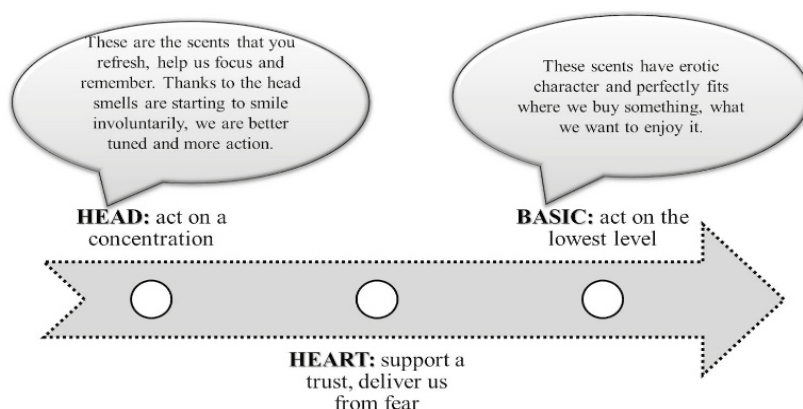 These are the scents that you
refresh, help us focus and
remember. Thanks to the head
smells are starting to smile
involuntarily, we are better
tuned and more action.
These scents have erotic
character and perfectly fits
where we buy something, what
we want to enjoy it.
HEAD: act on a
concentration
BASIC: act on the
lowest level
HEART: support a
trust, deliver us
from fear